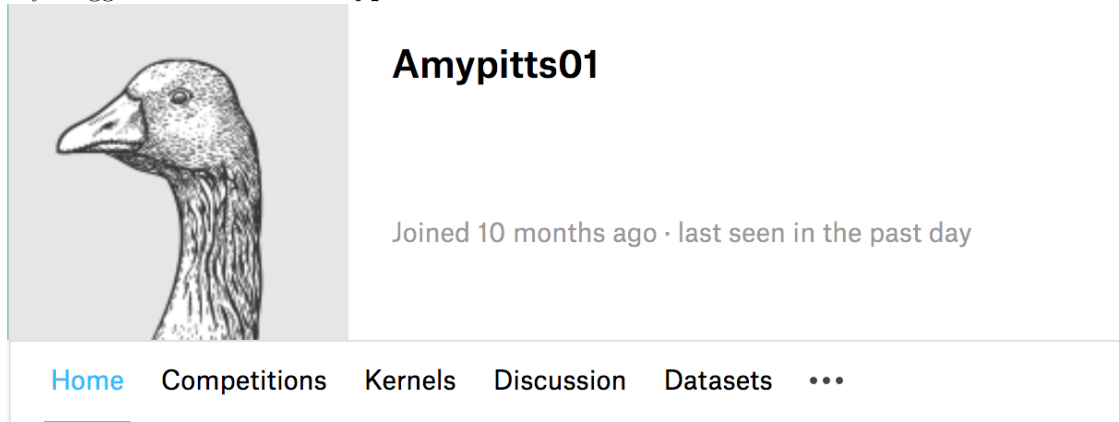 Amypitts01
Joined 10 months ago · last seen in the past day
Home Competitions Kernels Discussion Datasets •••